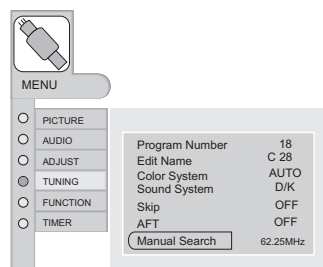 MENU
PICTURE
AUDIO
ADJUST
TUNING
FUNCTION
TIMER
Program Number 18
Edit Name C 28
Color System AUTO
Sound System D/K
Skip OFF
AFT OFF
Manual Search 62.25MHz